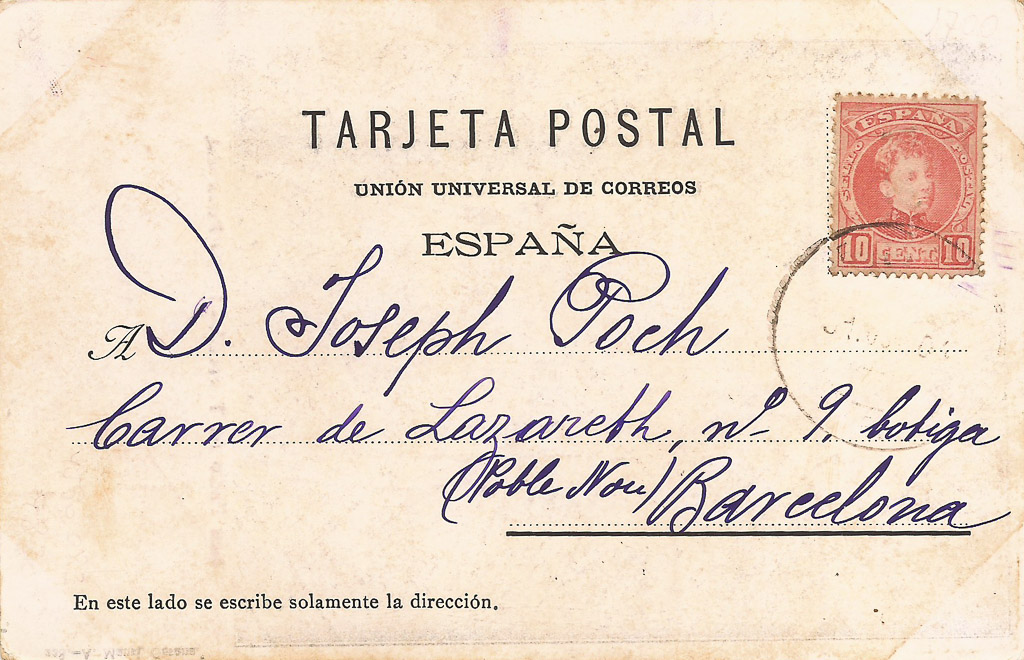 TARJETA POSTAL
UNIÓN UNIVERSAL DE CORREOS
ESPAÑA
ESPAÑA
10 CENT. 10
A D. Joseph Poch
Carrer de Lazareth, nº 9, botiga
(Poble Nou) Barcelona
En este lado se escribe solamente la dirección.